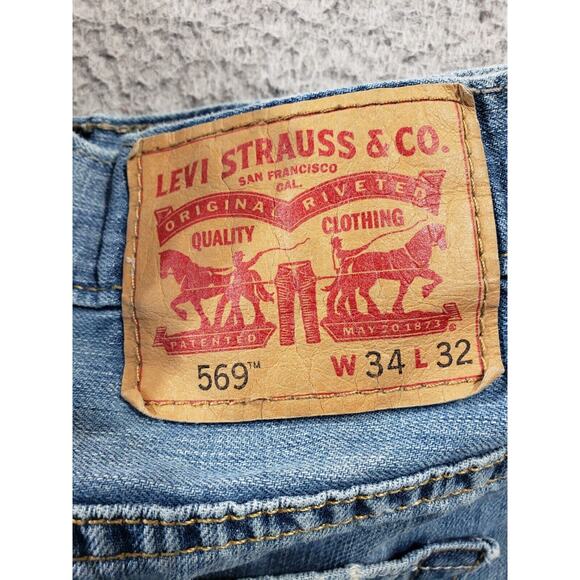 LEVI STRAUSS & CO.
SAN FRANCISCO
CAL.
ORIGINAL RIVETED
QUALITY CLOTHING
PATENTED MAY 20 1873 ®
569™ W 34 L 32